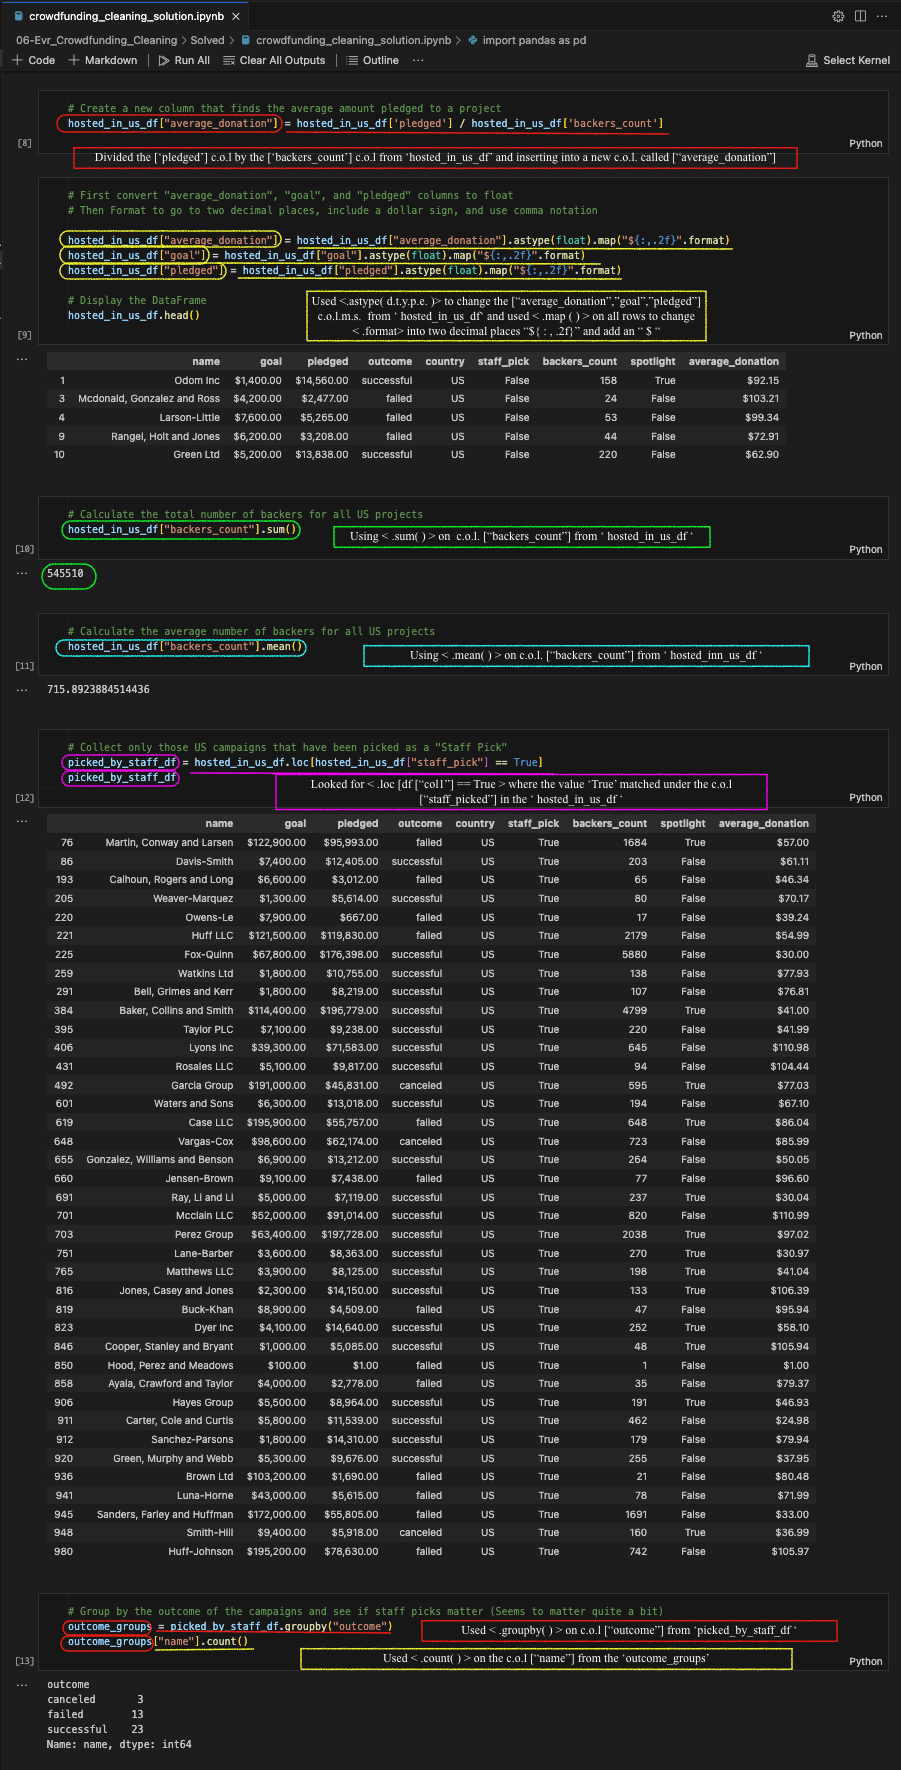 crowdfunding_cleaning_solution.ipynb ×
06-Evr_Crowdfunding_Cleaning > Solved > crowdfunding_cleaning_solution.ipynb > import pandas as pd
+ Code + Markdown | Run All Clear All Outputs | Outline ··· Select Kernel
# Create a new column that finds the average amount pledged to a project
hosted_in_us_df["average_donation"] = hosted_in_us_df['pledged'] / hosted_in_us_df['backers_count']
[8] Python
Divided the ['pledged'] c.o.l by the ['backers_count'] c.o.l from 'hosted_in_us_df' and inserting into a new c.o.l. called ["average_donation"]
# First convert "average_donation", "goal", and "pledged" columns to float
# Then Format to go to two decimal places, include a dollar sign, and use comma notation
hosted_in_us_df["average_donation"] = hosted_in_us_df["average_donation"].astype(float).map("${:,.2f}".format)
hosted_in_us_df["goal"] = hosted_in_us_df["goal"].astype(float).map("${:,.2f}".format)
hosted_in_us_df["pledged"] = hosted_in_us_df["pledged"].astype(float).map("${:,.2f}".format)
# Display the DataFrame
hosted_in_us_df.head()
Used <.astype( d.t.y.p.e. )> to change the ["average_donation","goal","pledged"]
c.o.l.m.s. from ' hosted_in_us_df' and used < .map ( ) > on all rows to change
< .format> into two decimal places "${ : , .2f}" and add an " $ "
[9] Python
name goal pledged outcome country staff_pick backers_count spotlight average_donation
1 Odom Inc $1,400.00 $14,560.00 successful US False 158 True $92.15
3 Mcdonald, Gonzalez and Ross $4,200.00 $2,477.00 failed US False 24 False $103.21
4 Larson-Little $7,600.00 $5,265.00 failed US False 53 False $99.34
9 Rangel, Holt and Jones $6,200.00 $3,208.00 failed US False 44 False $72.91
10 Green Ltd $5,200.00 $13,838.00 successful US False 220 False $62.90
# Calculate the total number of backers for all US projects
hosted_in_us_df["backers_count"].sum()
Using < .sum( ) > on c.o.l. ["backers_count"] from ' hosted_in_us_df '
[10] Python
545510
# Calculate the average number of backers for all US projects
hosted_in_us_df["backers_count"].mean()
Using < .mean( ) > on c.o.l. ["backers_count"] from ' hosted_inn_us_df '
[11] Python
715.8923884514436
# Collect only those US campaigns that have been picked as a "Staff Pick"
picked_by_staff_df = hosted_in_us_df.loc[hosted_in_us_df["staff_pick"] == True]
picked_by_staff_df
Looked for < .loc [df ["col1"] == True > where the value 'True' matched under the c.o.l
["staff_picked"] in the ' hosted_in_us_df '
[12] Python
name goal pledged outcome country staff_pick backers_count spotlight average_donation
76 Martin, Conway and Larsen $122,900.00 $95,993.00 failed US True 1684 True $57.00
86 Davis-Smith $7,400.00 $12,405.00 successful US True 203 False $61.11
193 Calhoun, Rogers and Long $6,600.00 $3,012.00 failed US True 65 False $46.34
205 Weaver-Marquez $1,300.00 $5,614.00 successful US True 80 False $70.17
220 Owens-Le $7,900.00 $667.00 failed US True 17 False $39.24
221 Huff LLC $121,500.00 $119,830.00 failed US True 2179 False $54.99
225 Fox-Quinn $67,800.00 $176,398.00 successful US True 5880 False $30.00
259 Watkins Ltd $1,800.00 $10,755.00 successful US True 138 False $77.93
291 Bell, Grimes and Kerr $1,800.00 $8,219.00 successful US True 107 False $76.81
384 Baker, Collins and Smith $114,400.00 $196,779.00 successful US True 4799 True $41.00
395 Taylor PLC $7,100.00 $9,238.00 successful US True 220 False $41.99
406 Lyons Inc $39,300.00 $71,583.00 successful US True 645 False $110.98
431 Rosales LLC $5,100.00 $9,817.00 successful US True 94 False $104.44
492 Garcia Group $191,000.00 $45,831.00 canceled US True 595 True $77.03
601 Waters and Sons $6,300.00 $13,018.00 successful US True 194 False $67.10
619 Case LLC $195,900.00 $55,757.00 failed US True 648 True $86.04
648 Vargas-Cox $98,600.00 $62,174.00 canceled US True 723 False $85.99
655 Gonzalez, Williams and Benson $6,900.00 $13,212.00 successful US True 264 False $50.05
660 Jensen-Brown $9,100.00 $7,438.00 failed US True 77 False $96.60
691 Ray, Li and Li $5,000.00 $7,119.00 successful US True 237 True $30.04
701 Mcclain LLC $52,000.00 $91,014.00 successful US True 820 False $110.99
703 Perez Group $63,400.00 $197,728.00 successful US True 2038 True $97.02
751 Lane-Barber $3,600.00 $8,363.00 successful US True 270 True $30.97
765 Matthews LLC $3,900.00 $8,125.00 successful US True 198 True $41.04
816 Jones, Casey and Jones $2,300.00 $14,150.00 successful US True 133 True $106.39
819 Buck-Khan $8,900.00 $4,509.00 failed US True 47 False $95.94
823 Dyer Inc $4,100.00 $14,640.00 successful US True 252 True $58.10
846 Cooper, Stanley and Bryant $1,000.00 $5,085.00 successful US True 48 True $105.94
850 Hood, Perez and Meadows $100.00 $1.00 failed US True 1 False $1.00
858 Ayala, Crawford and Taylor $4,000.00 $2,778.00 failed US True 35 False $79.37
906 Hayes Group $5,500.00 $8,964.00 successful US True 191 True $46.93
911 Carter, Cole and Curtis $5,800.00 $11,539.00 successful US True 462 False $24.98
912 Sanchez-Parsons $1,800.00 $14,310.00 successful US True 179 False $79.94
920 Green, Murphy and Webb $5,300.00 $9,676.00 successful US True 255 False $37.95
936 Brown Ltd $103,200.00 $1,690.00 failed US True 21 False $80.48
941 Luna-Horne $43,000.00 $5,615.00 failed US True 78 False $71.99
945 Sanders, Farley and Huffman $172,000.00 $55,805.00 failed US True 1691 False $33.00
948 Smith-Hill $9,400.00 $5,918.00 canceled US True 160 True $36.99
980 Huff-Johnson $195,200.00 $78,630.00 failed US True 742 False $105.97
# Group by the outcome of the campaigns and see if staff picks matter (Seems to matter quite a bit)
outcome_groups = picked_by_staff_df.groupby("outcome")
outcome_groups["name"].count()
Used < .groupby( ) > on c.o.l ["outcome"] from 'picked_by_staff_df '
Used < .count( ) > on the c.o.l ["name"] from the 'outcome_groups'
[13] Python
outcome
canceled 3
failed 13
successful 23
Name: name, dtype: int64